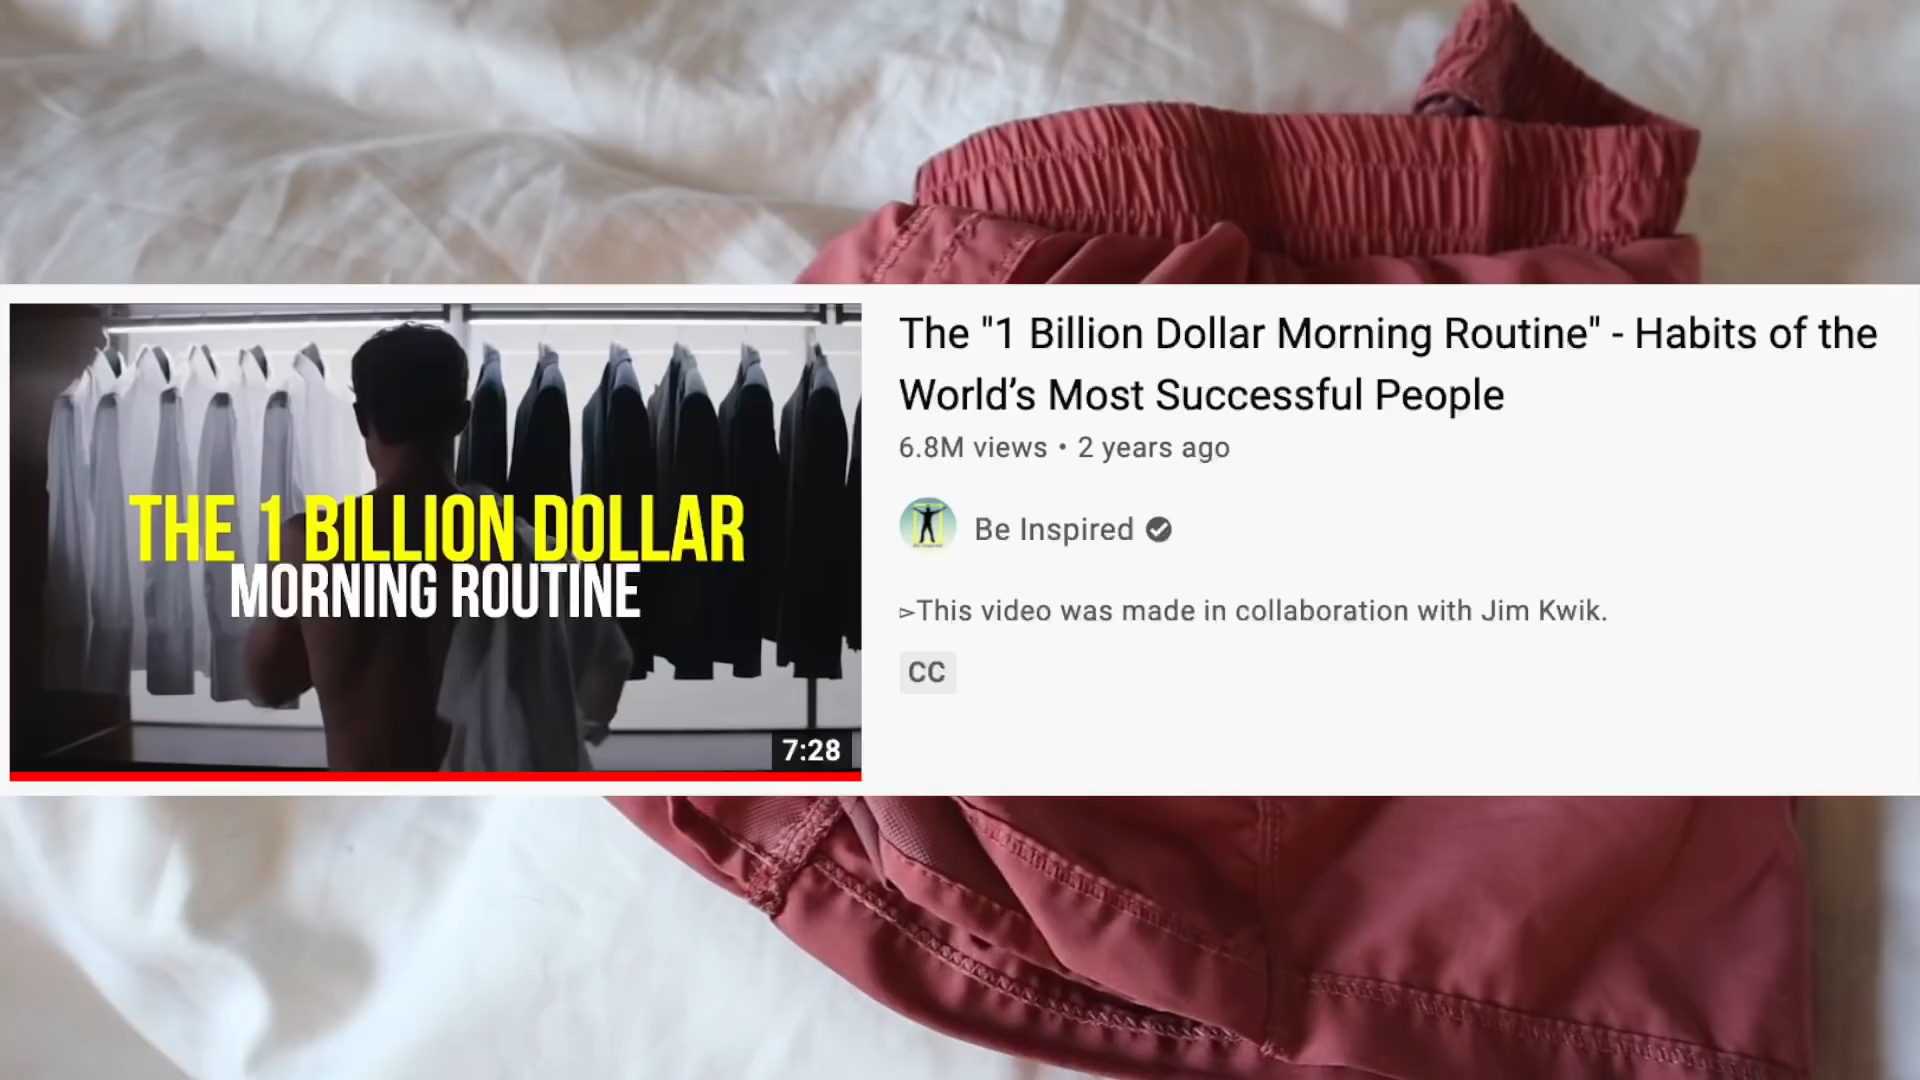 THE 1 BILLION DOLLAR
MORNING ROUTINE
7:28
The "1 Billion Dollar Morning Routine" - Habits of the
World’s Most Successful People
6.8M views • 2 years ago
Be Inspired
▻This video was made in collaboration with Jim Kwik.
CC